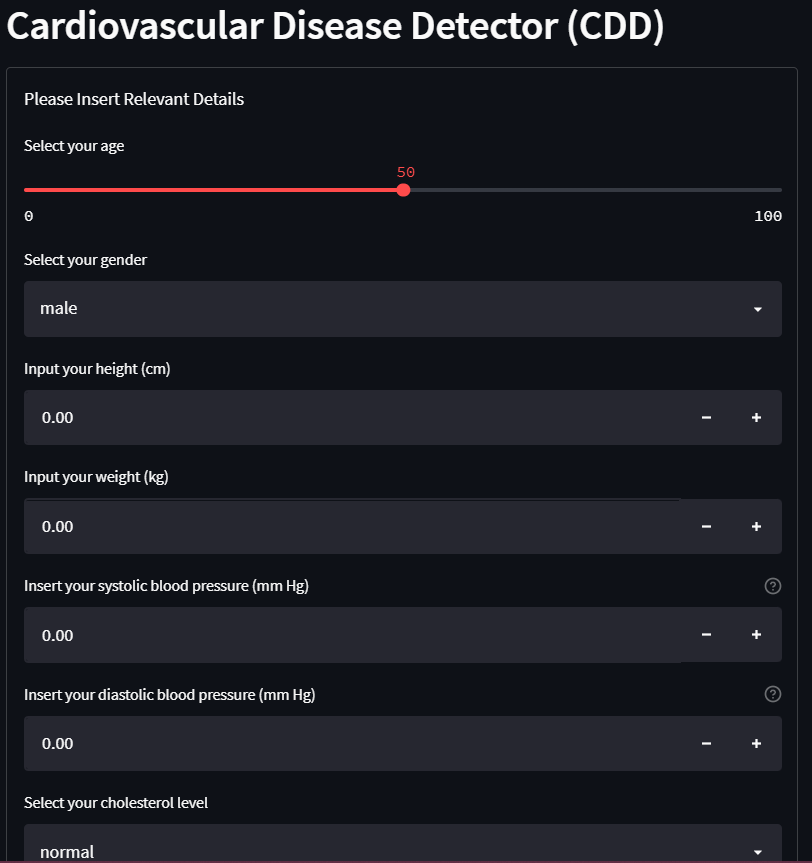 Cardiovascular Disease Detector (CDD)
Please Insert Relevant Details
Select your age
50
0 100
Select your gender
male
Input your height (cm)
0.00
Input your weight (kg)
0.00
Insert your systolic blood pressure (mm Hg)
0.00
Insert your diastolic blood pressure (mm Hg)
0.00
Select your cholesterol level
normal